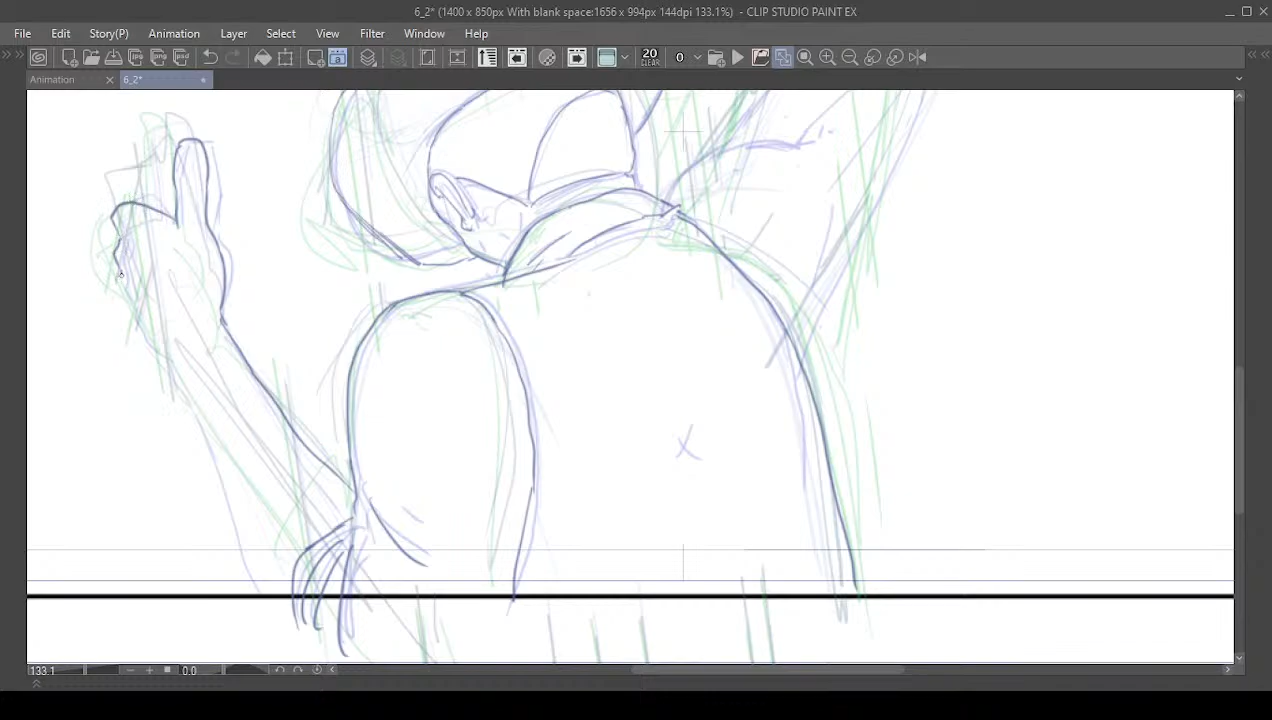 6_2* (1400 x 850px With blank space:1656 x 994px 144dpi 133.1%) - CLIP STUDIO PAINT EX
File Edit Story(P) Animation Layer Select View Filter Window Help
20 CLEAR 0
Animation 6_2*
133.1 0.0